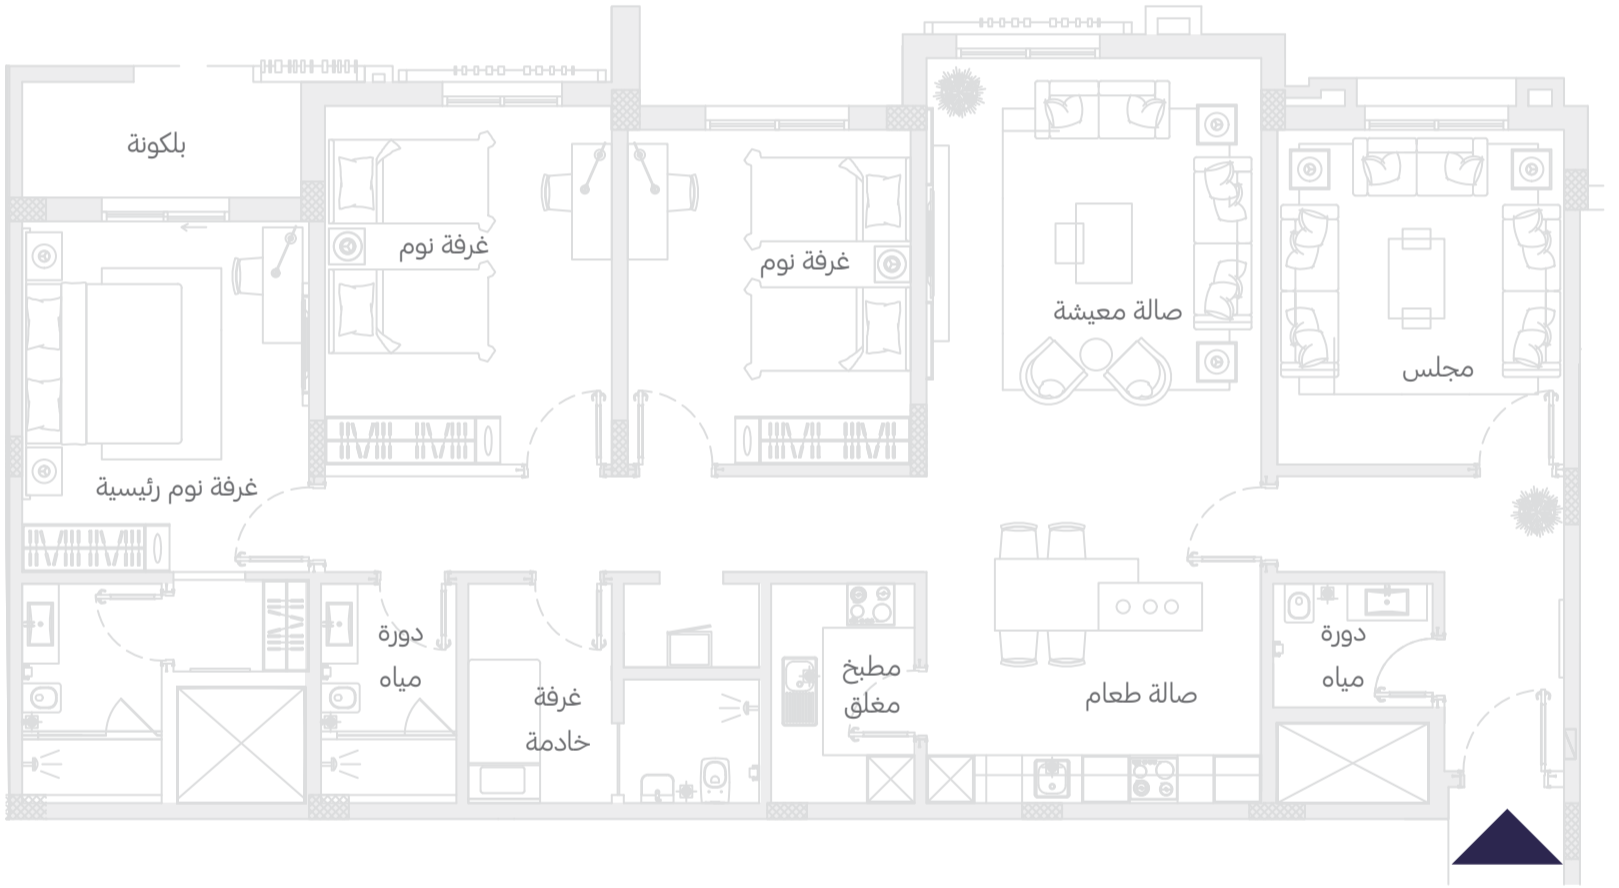 بلكونة
غرفة نوم
غرفة نوم
صالة معيشة
مجلس
غرفة نوم رئيسية
دورة
مياه
غرفة
خادمة
مطبخ
مغلق
صالة طعام
دورة
مياه